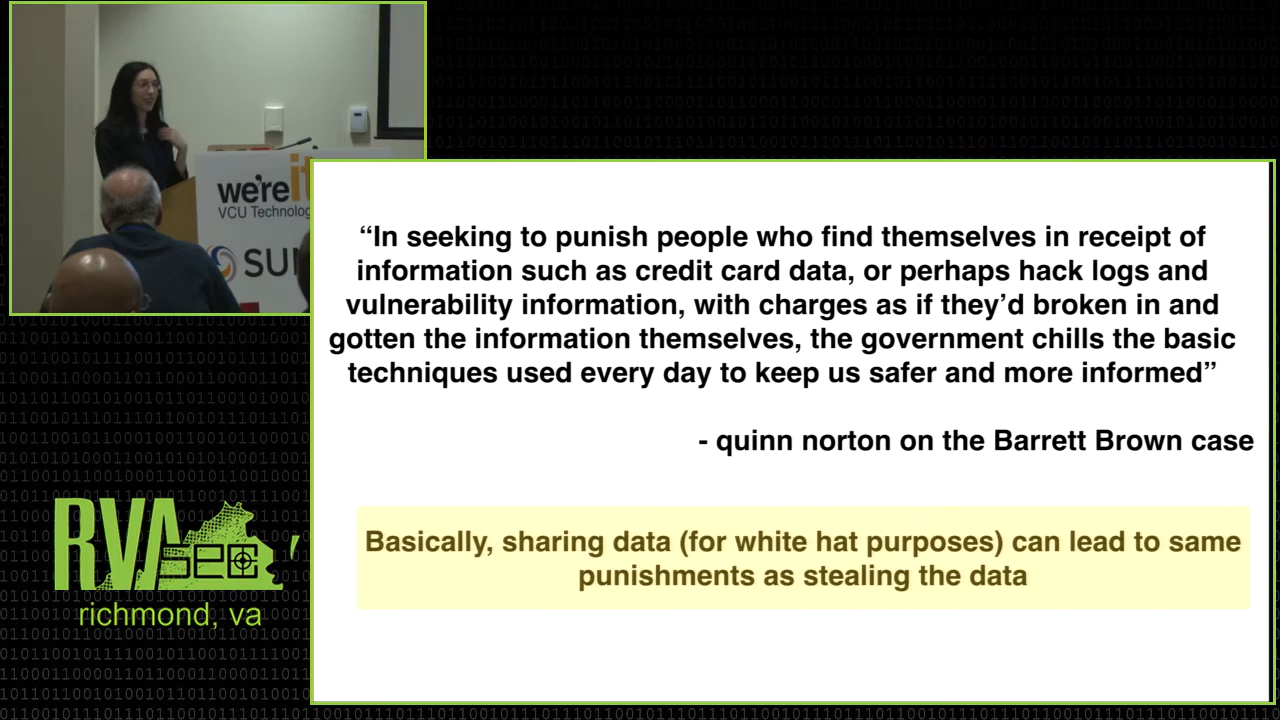 we're it
VCU Technolog
SU
“In seeking to punish people who find themselves in receipt of
information such as credit card data, or perhaps hack logs and
vulnerability information, with charges as if they’d broken in and
gotten the information themselves, the government chills the basic
techniques used every day to keep us safer and more informed”
- quinn norton on the Barrett Brown case
Basically, sharing data (for white hat purposes) can lead to same
punishments as stealing the data
RVA
SEC
richmond, va